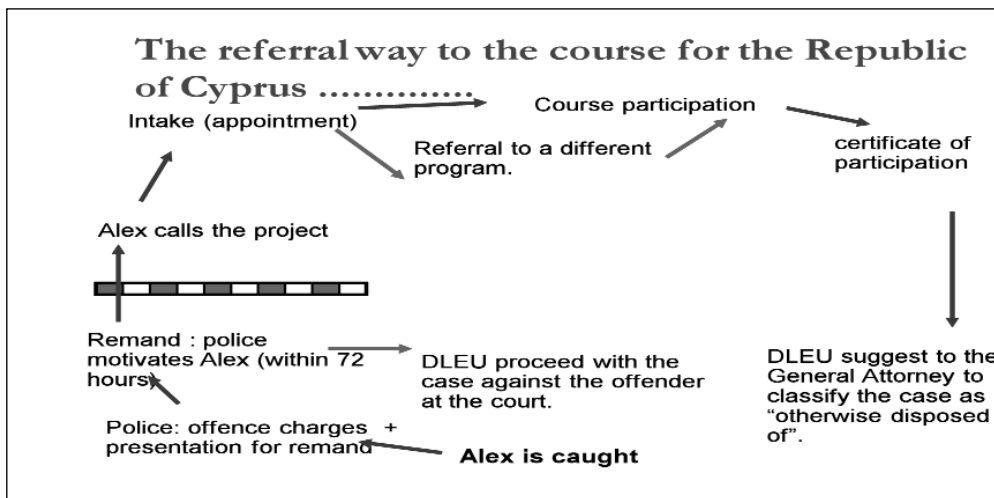 The referral way to the course for the Republic
of Cyprus ..............
Intake (appointment)
Course participation
Referral to a different
program.
certificate of
participation
Alex calls the project
Remand : police
motivates Alex (within 72
hours)
DLEU proceed with the
case against the offender
at the court.
DLEU suggest to the
General Attorney to
classify the case as
“otherwise disposed
of”.
Police: offence charges +
presentation for remand
Alex is caught